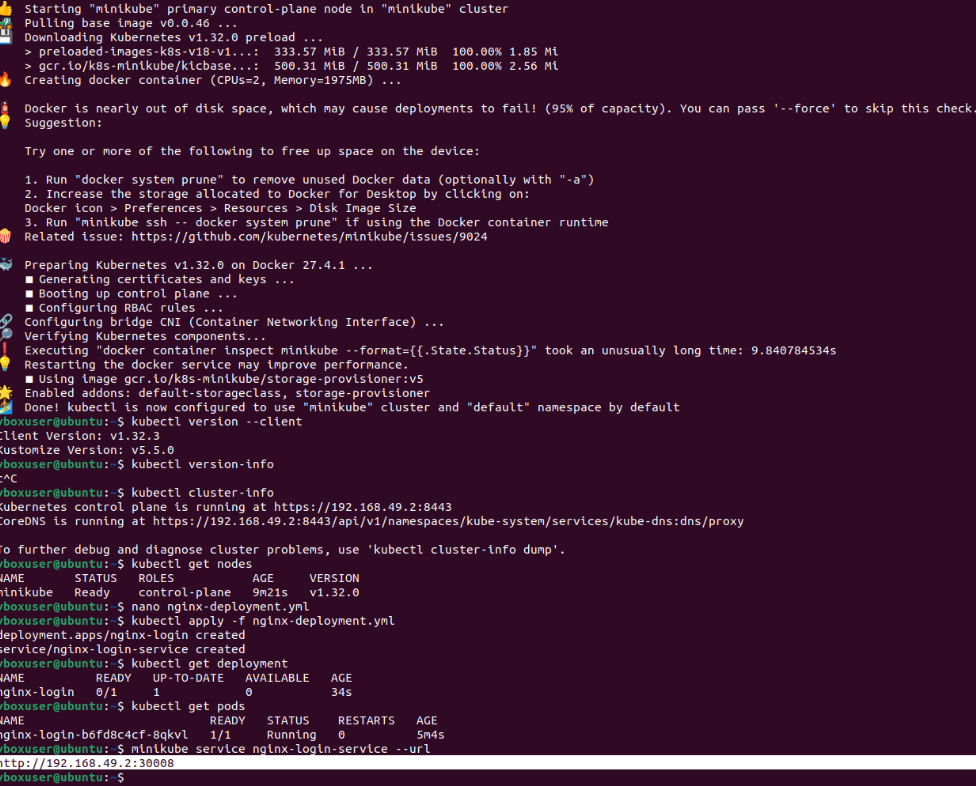 Starting "minikube" primary control-plane node in "minikube" cluster
Pulling base image v0.0.46 ...
Downloading Kubernetes v1.32.0 preload ...
> preloaded-images-k8s-v18-v1...: 333.57 MiB / 333.57 MiB 100.00% 1.85 Mi
> gcr.io/k8s-minikube/kicbase...: 500.31 MiB / 500.31 MiB 100.00% 2.56 Mi
Creating docker container (CPUs=2, Memory=1975MB) ...
Docker is nearly out of disk space, which may cause deployments to fail! (95% of capacity). You can pass '--force' to skip this check.
Suggestion:
Try one or more of the following to free up space on the device:
1. Run "docker system prune" to remove unused Docker data (optionally with "-a")
2. Increase the storage allocated to Docker for Desktop by clicking on:
Docker icon > Preferences > Resources > Disk Image Size
3. Run "minikube ssh -- docker system prune" if using the Docker container runtime
Related issue: https://github.com/kubernetes/minikube/issues/9024
Preparing Kubernetes v1.32.0 on Docker 27.4.1 ...
■ Generating certificates and keys ...
■ Booting up control plane ...
■ Configuring RBAC rules ...
Configuring bridge CNI (Container Networking Interface) ...
Verifying Kubernetes components...
Executing "docker container inspect minikube --format={{.State.Status}}" took an unusually long time: 9.840784534s
Restarting the docker service may improve performance.
■ Using image gcr.io/k8s-minikube/storage-provisioner:v5
Enabled addons: default-storageclass, storage-provisioner
Done! kubectl is now configured to use "minikube" cluster and "default" namespace by default
vboxuser@ubuntu:~$ kubectl version --client
Client Version: v1.32.3
Kustomize Version: v5.5.0
vboxuser@ubuntu:~$ kubectl version-info
c^C
vboxuser@ubuntu:~$ kubectl cluster-info
Kubernetes control plane is running at https://192.168.49.2:8443
CoreDNS is running at https://192.168.49.2:8443/api/v1/namespaces/kube-system/services/kube-dns:dns/proxy
To further debug and diagnose cluster problems, use 'kubectl cluster-info dump'.
vboxuser@ubuntu:~$ kubectl get nodes
NAME STATUS ROLES AGE VERSION
minikube Ready control-plane 9m21s v1.32.0
vboxuser@ubuntu:~$ nano nginx-deployment.yml
vboxuser@ubuntu:~$ kubectl apply -f nginx-deployment.yml
deployment.apps/nginx-login created
service/nginx-login-service created
vboxuser@ubuntu:~$ kubectl get deployment
NAME READY UP-TO-DATE AVAILABLE AGE
nginx-login 0/1 1 0 34s
vboxuser@ubuntu:~$ kubectl get pods
NAME READY STATUS RESTARTS AGE
nginx-login-b6fd8c4cf-8qkvl 1/1 Running 0 5m4s
vboxuser@ubuntu:~$ minikube service nginx-login-service --url
http://192.168.49.2:30008
vboxuser@ubuntu:~$